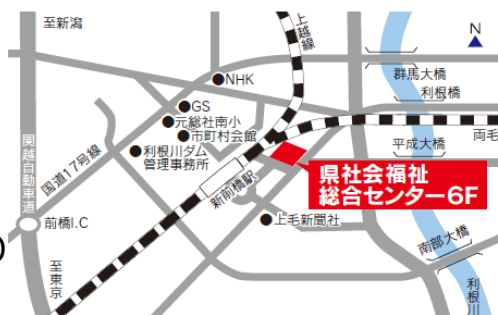 至新潟
上越線
N
NHK
群馬大橋
利根橋
GS
元総社南小
市町村会館
利根川ダム
管理事務所
両毛
平成大橋
関越自動車道
国道17号線
新前橋駅
県社会福祉
総合センター6F
前橋I.C
上毛新聞社
南部大橋
至東京
利根川